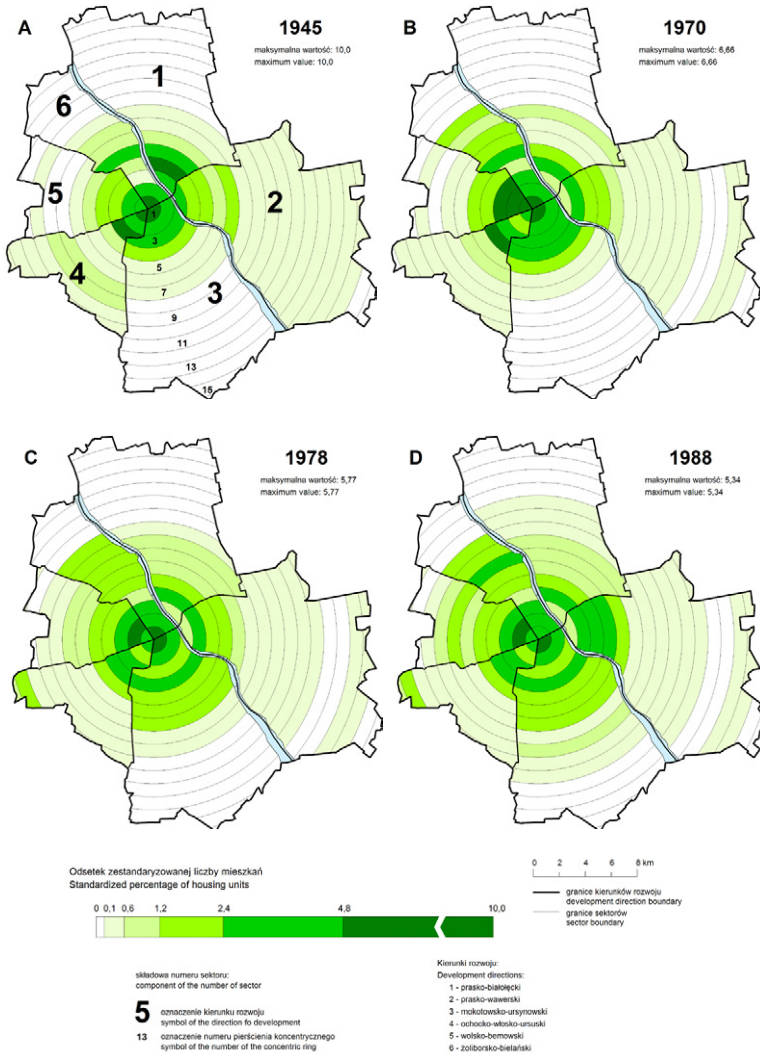 A
1945
maksymalna wartość: 10,0
maximum value: 10,0
1
6
5
2
4
3
1
3
5
7
9
11
13
15
B
1970
maksymalna wartość: 6,66
maximum value: 6,66
C
1978
maksymalna wartość: 5,77
maximum value: 5,77
D
1988
maksymalna wartość: 5,34
maximum value: 5,34
Odsetek zestandaryzowanej liczby mieszkań
Standardized percentage of housing units
0 0,1 0,6 1,2 2,4 4,8 10,0
0 2 4 6 8 km
granice kierunków rozwoju
development direction boundary
granice sektorów
sector boundary
składowa numeru sektoru:
component of the number of sector
5 oznaczenie kierunku rozwoju
symbol of the direction fo development
13 oznaczenie numeru pierścienia koncentrycznego
symbol of the number of the concentric ring
Kierunki rozwoju:
Development directions:
1 - prasko-białołęcki
2 - prasko-wawerski
3 - mokotowsko-ursynowski
4 - ochocko-włosko-ursuski
5 - wolsko-bemowski
6 - żoliborsko-bielański